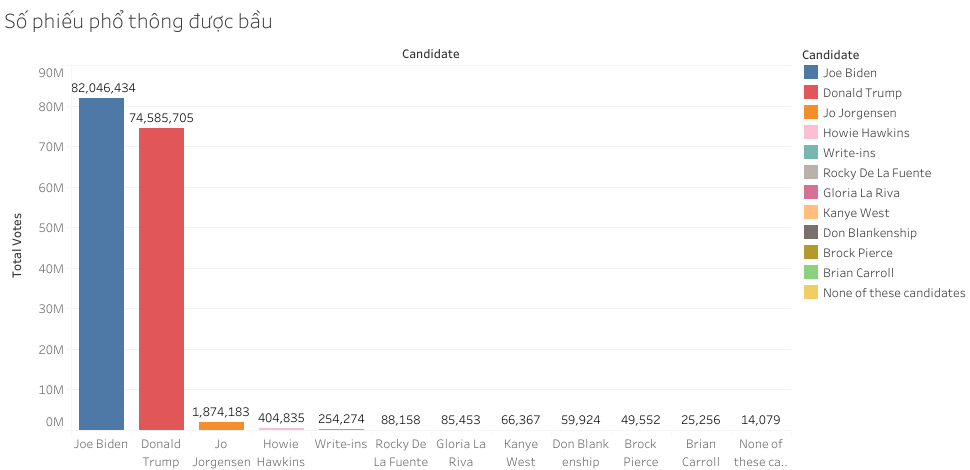 Số phiếu phổ thông được bầu
Candidate
Total Votes
90M
80M
70M
60M
50M
40M
30M
20M
10M
0M
82,046,434
74,585,705
1,874,183
404,835
254,274
88,158
85,453
66,367
59,924
49,552
25,256
14,079
Joe Biden
Donald
Trump
Jo
Jorgensen
Howie
Hawkins
Write-ins
Rocky De
La Fuente
Gloria La
Riva
Kanye
West
Don Blank
enship
Brock
Pierce
Brian
Carroll
None of
these ca..
Candidate
Joe Biden
Donald Trump
Jo Jorgensen
Howie Hawkins
Write-ins
Rocky De La Fuente
Gloria La Riva
Kanye West
Don Blankenship
Brock Pierce
Brian Carroll
None of these candidates